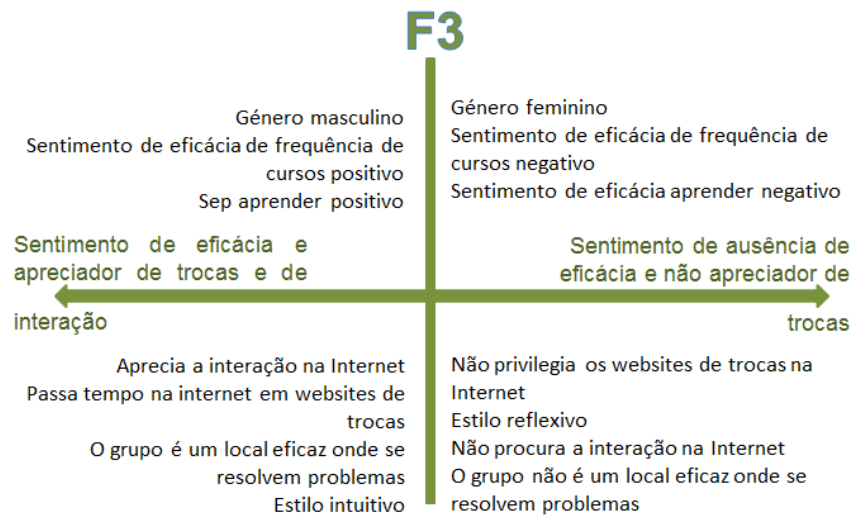 F3
Género masculino
Sentimento de eficácia de frequência de
cursos positivo
Sep aprender positivo
Género feminino
Sentimento de eficácia de frequência de
cursos negativo
Sentimento de eficácia aprender negativo
Sentimento de eficácia e
apreciador de trocas e de
interação
Sentimento de ausência de
eficácia e não apreciador de
trocas
Aprecia a interação na Internet
Passa tempo na internet em websites de
trocas
O grupo é um local eficaz onde se
resolvem problemas
Estilo intuitivo
Não privilegia os websites de trocas na
Internet
Estilo reflexivo
Não procura a interação na Internet
O grupo não é um local eficaz onde se
resolvem problemas